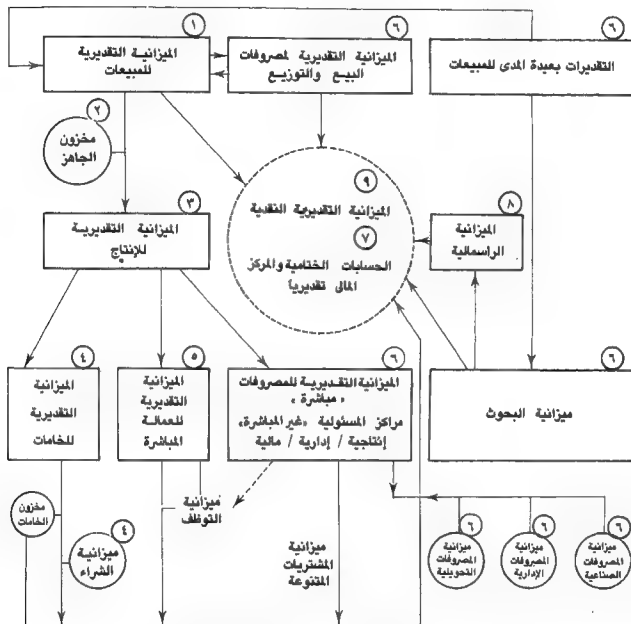 ٦
التقديرات بعيدة المدى للمبيعات
٦
الميزانية التقديرية لمصروفات
البيع والتوزيع
١
الميزانية التقديرية
للمبيعات
٢
مخزون
الجاهز
٩
الميزانية التقديرية النقدية
٧
الحسابات الختامية والمركز
المالى تقديرياً
٨
الميزانية
الراسمالية
٣
الميزانية التقديرية
للإنتاج
٦
ميزانية البحوث
٦
الميزانية التقديرية للمصروفات
« مباشرة »
مراكز المسئولية «غير المباشرة»
إنتاجية / إدارية / مالية
٥
الميزانية
التقديرية
للعمالة
المباشرة
٤
الميزانية
التقديرية
للخامات
ميزانية
التوظف
مخزون
الخامات
٤
ميزانية
الشراء
ميزانية
المشتريات
المتنوعة
٦
ميزانية
المصروفات
الصناعية
٦
ميزانية
المصروفات
الإدارية
٦
ميزانية
المصروفات
التحويلية